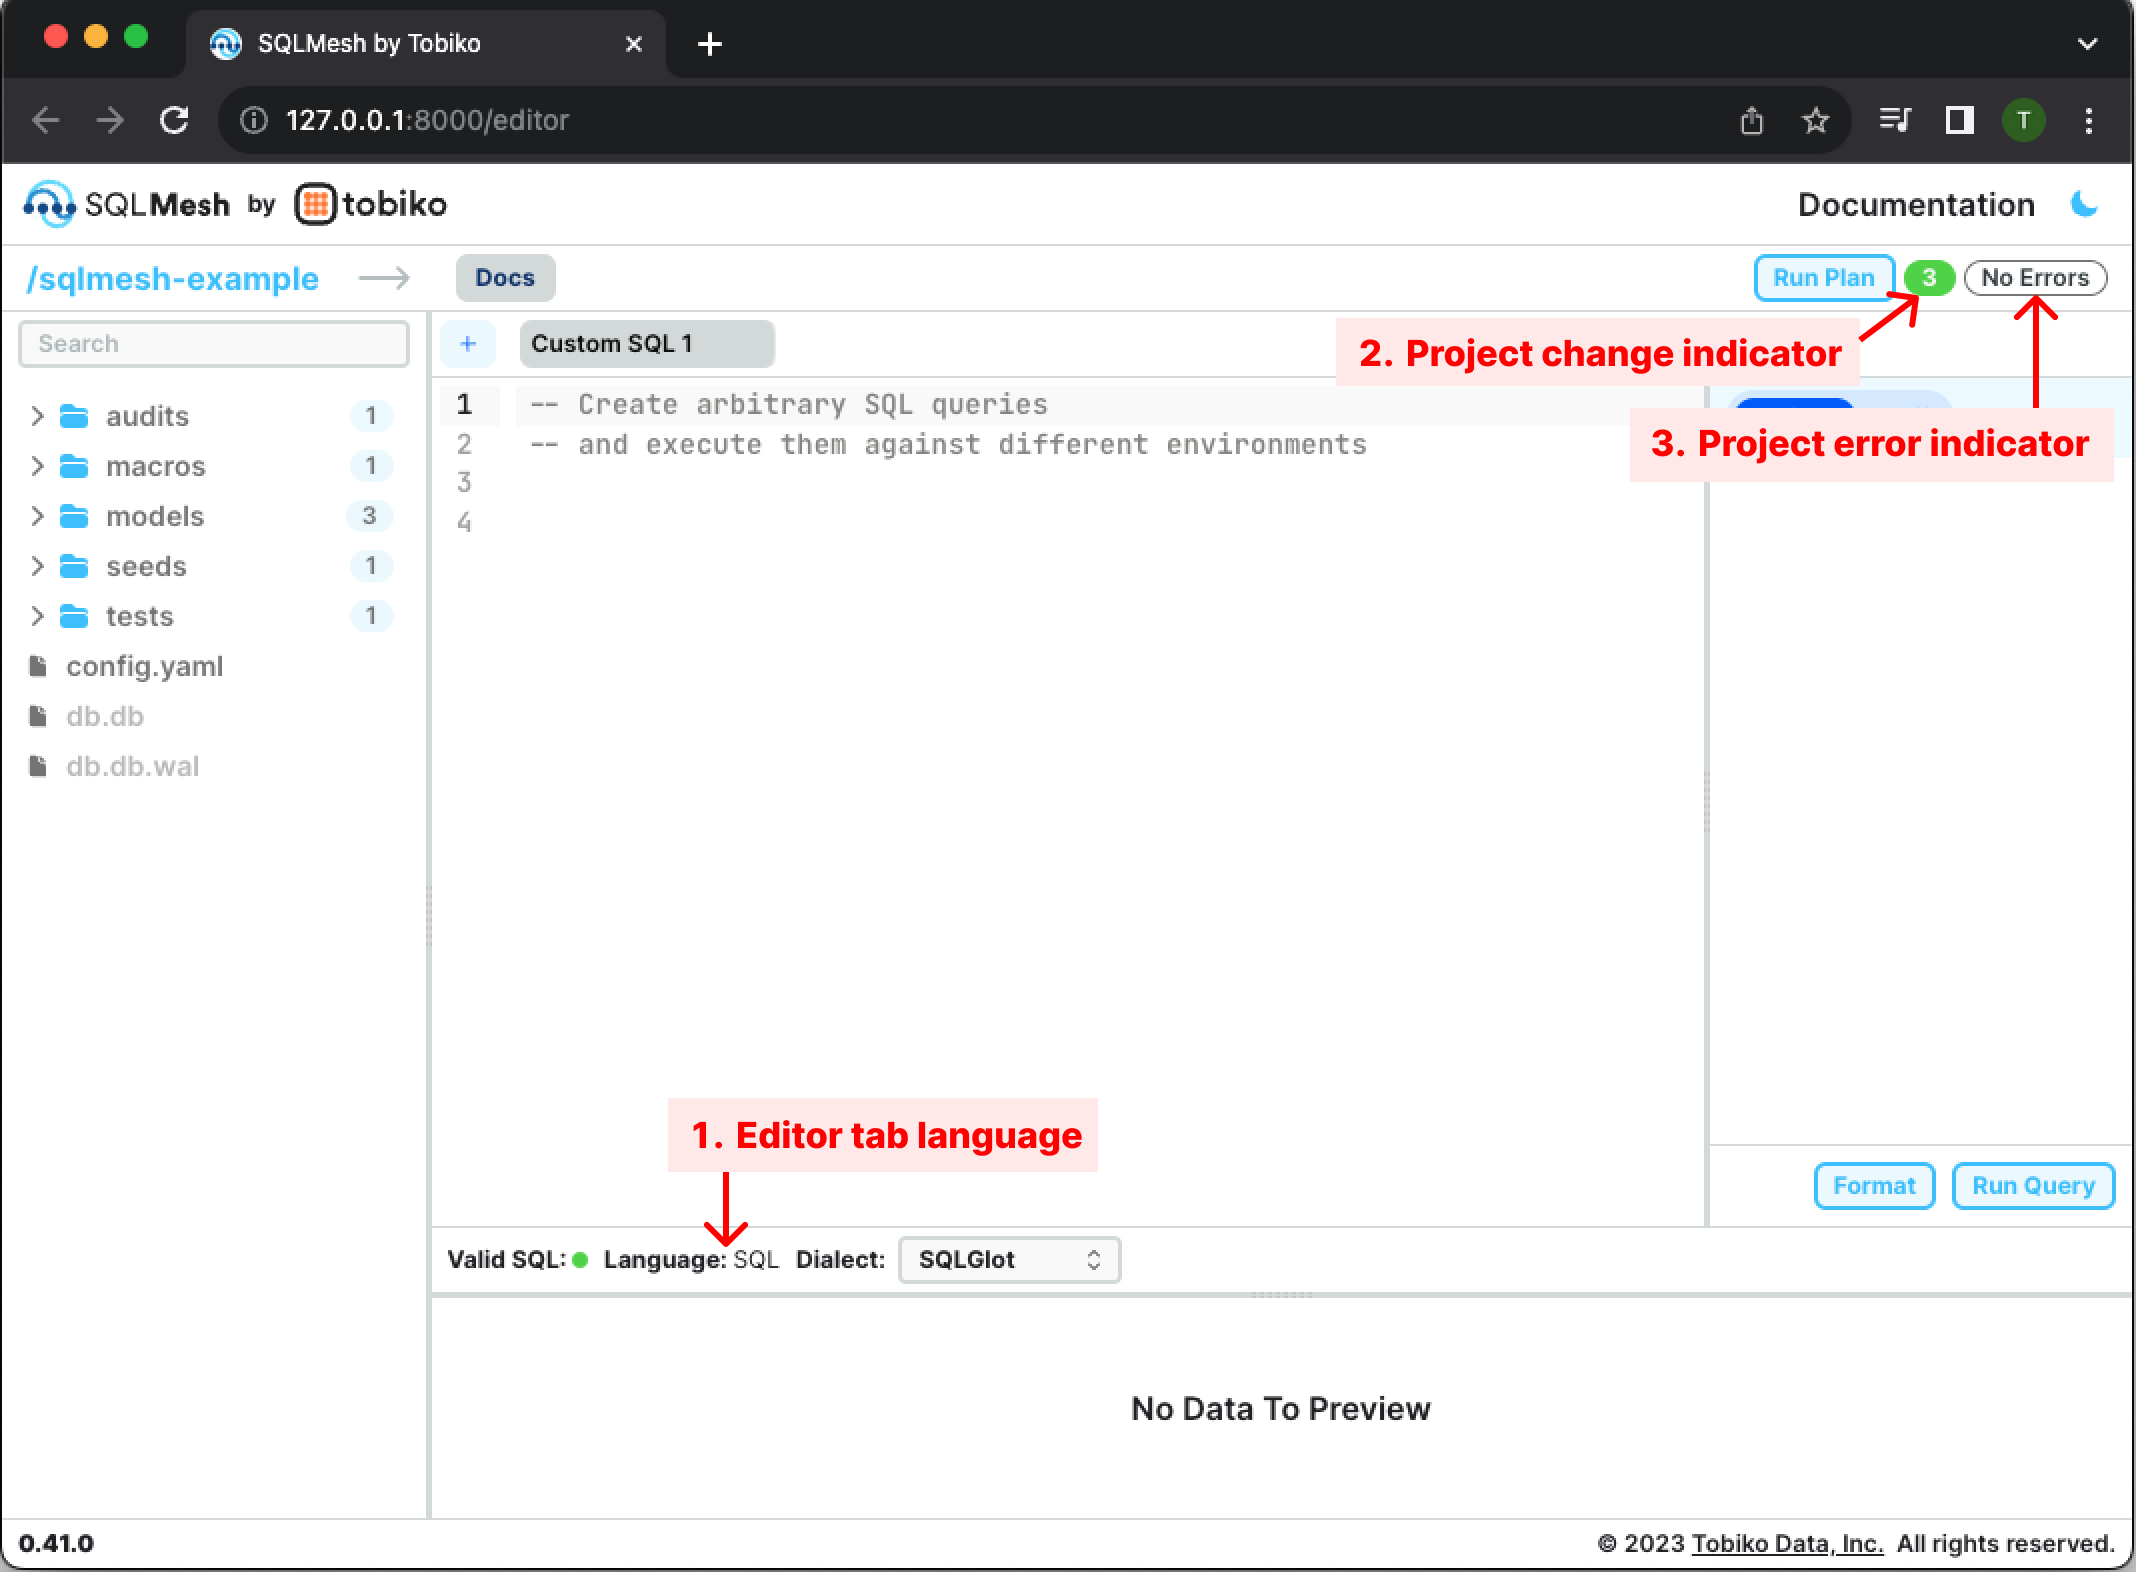 SQLMesh by Tobiko
127.0.0.1:8000/editor
T
SQLMesh by tobiko
Documentation
/sqlmesh-example
Docs
Run Plan
3
No Errors
Search
+
Custom SQL 1
2. Project change indicator
3. Project error indicator
1 -- Create arbitrary SQL queries
2 -- and execute them against different environments
3
4
audits 1
macros 1
models 3
seeds 1
tests 1
config.yaml
db.db
db.db.wal
1. Editor tab language
Format
Run Query
Valid SQL: Language: SQL Dialect: SQLGlot
No Data To Preview
0.41.0
© 2023 Tobiko Data, Inc. All rights reserved.